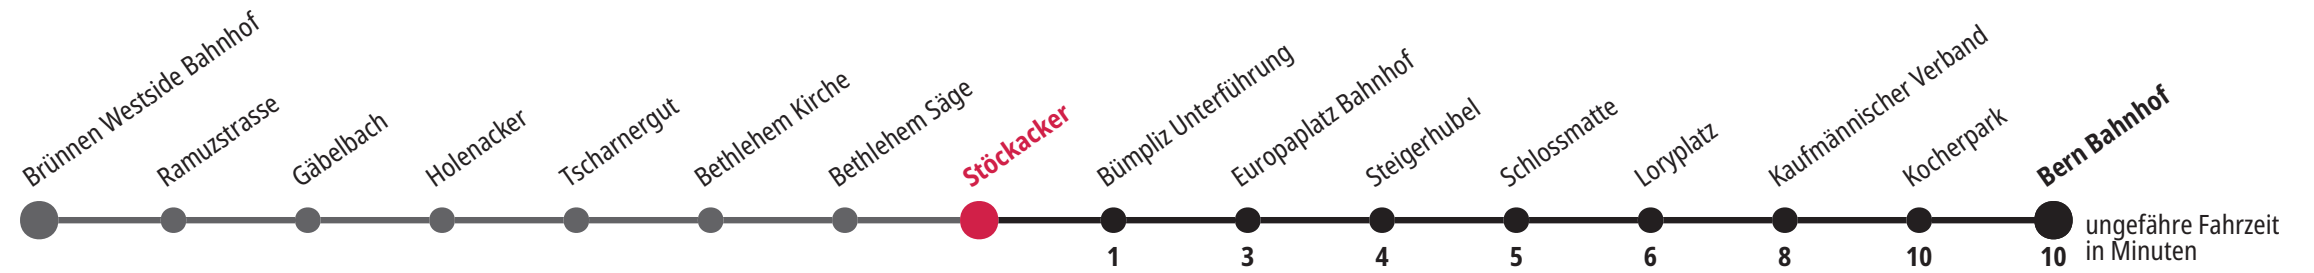 Brünnen Westside Bahnhof
Ramuzstrasse
Gäbelbach
Holenacker
Tscharnergut
Bethlehem Kirche
Bethlehem Säge
Stöckacker
Bümpliz Unterführung
Europaplatz Bahnhof
Steigerhubel
Schlossmatte
Loryplatz
Kaufmännischer Verband
Kocherpark
Bern Bahnhof
1 3 4 5 6 8 10 10
ungefähre Fahrzeit
in Minuten